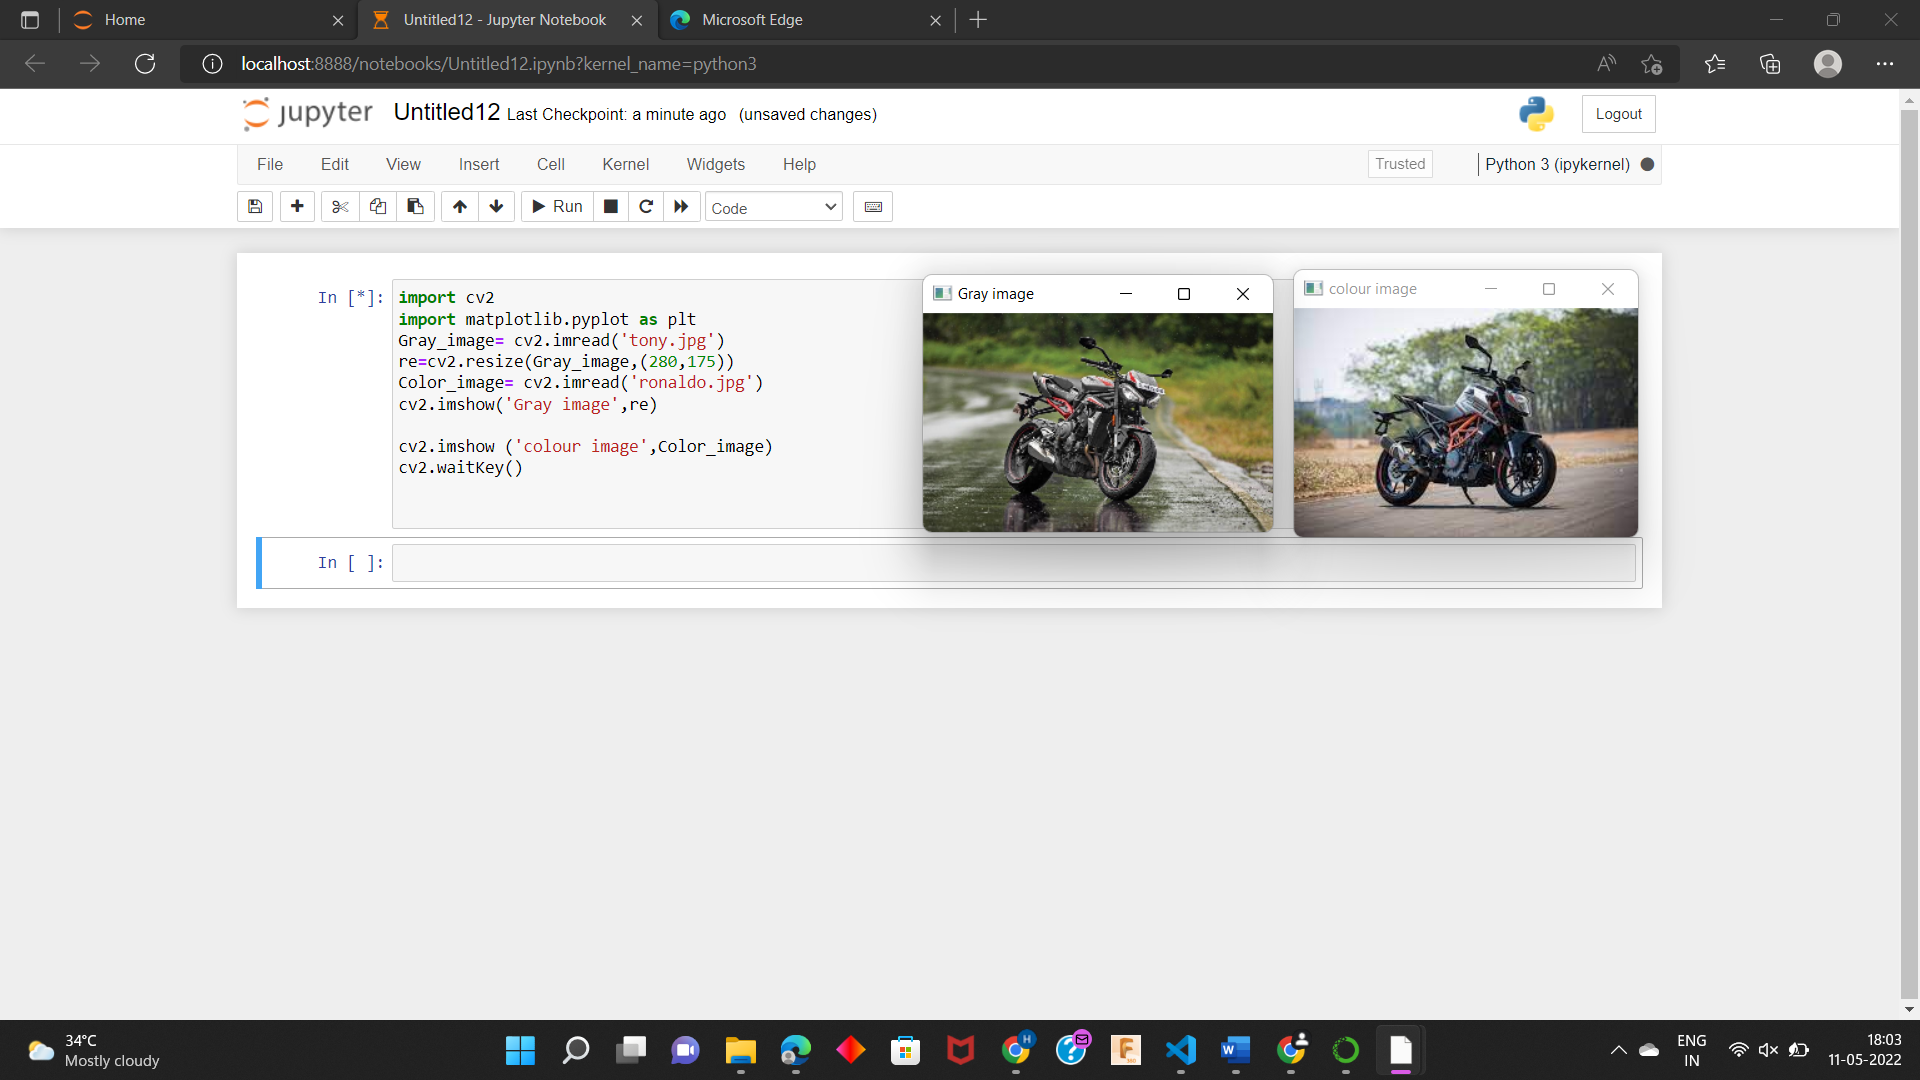 Home
Untitled12 - Jupyter Notebook
Microsoft Edge
localhost:8888/notebooks/Untitled12.ipynb?kernel_name=python3
jupyter Untitled12 Last Checkpoint: a minute ago (unsaved changes)
Logout
File Edit View Insert Cell Kernel Widgets Help
Trusted
Python 3 (ipykernel)
Run
Code
In [*]:
import cv2
import matplotlib.pyplot as plt
Gray_image= cv2.imread('tony.jpg')
re=cv2.resize(Gray_image,(280,175))
Color_image= cv2.imread('ronaldo.jpg')
cv2.imshow('Gray image',re)
cv2.imshow ('colour image',Color_image)
cv2.waitKey()
Gray image
colour image
In [ ]:
34°C
Mostly cloudy
H
F
W
ENG
IN
18:03
11-05-2022